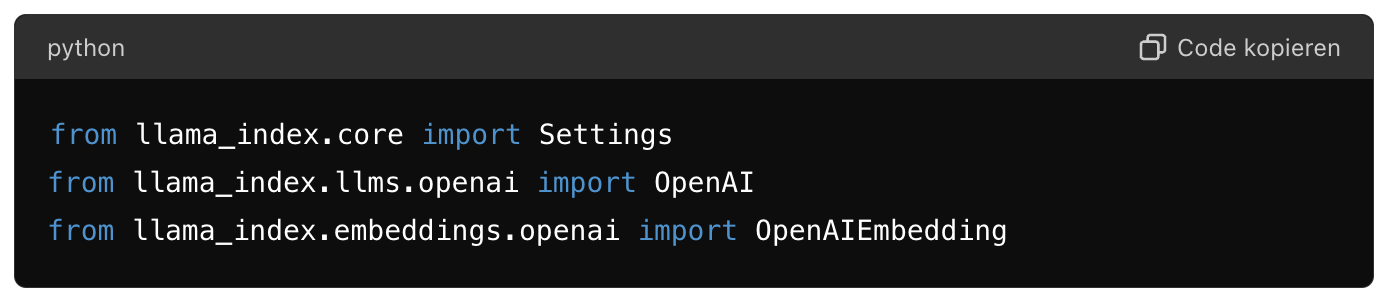 python
Code kopieren
from llama_index.core import Settings
from llama_index.llms.openai import OpenAI
from llama_index.embeddings.openai import OpenAIEmbedding